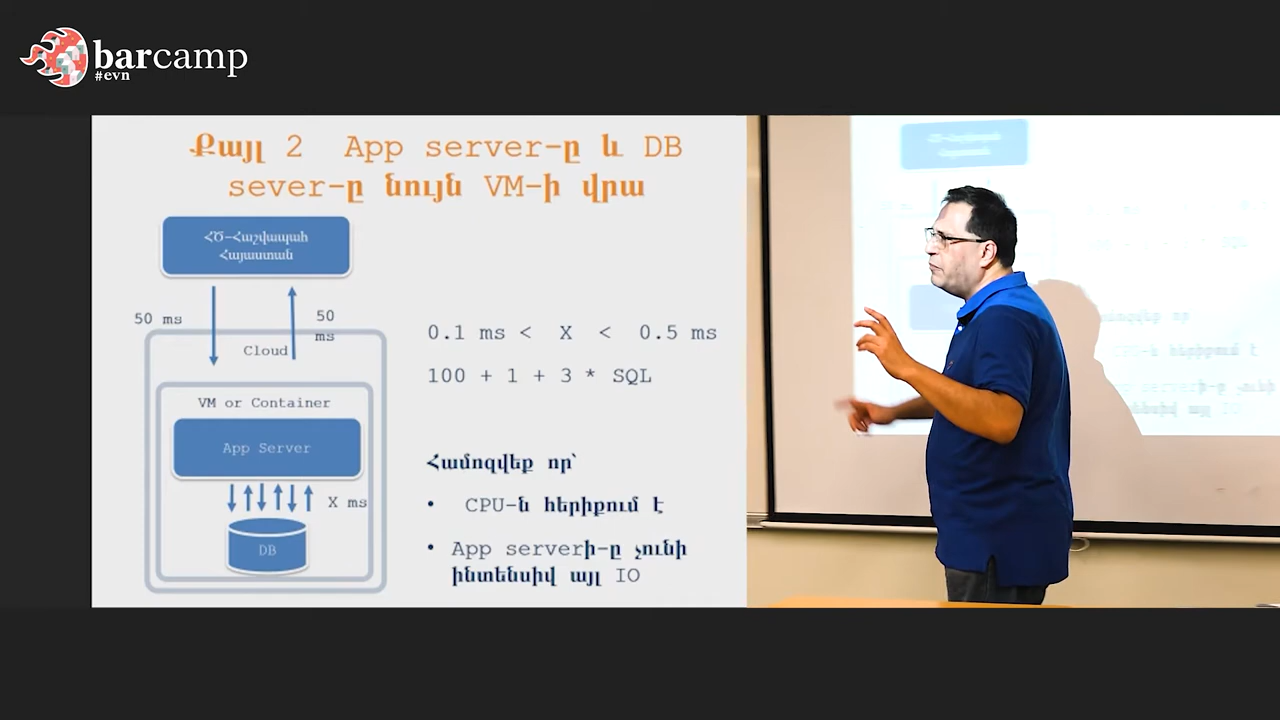 barcamp
#evn
Քայլ 2 App server-ը և DB
sever-ը նույն VM-ի վրա
ՀԾ-Հաշվապահ
Հայաստան
50 ms
50
ms
Cloud
VM or Container
App Server
X ms
DB
0.1 ms < X < 0.5 ms
100 + 1 + 3 * SQL
Համոզվեք որ՝
• CPU-ն հերիքում է
• App serverի-ը չունի
ինտենսիվ այլ IO